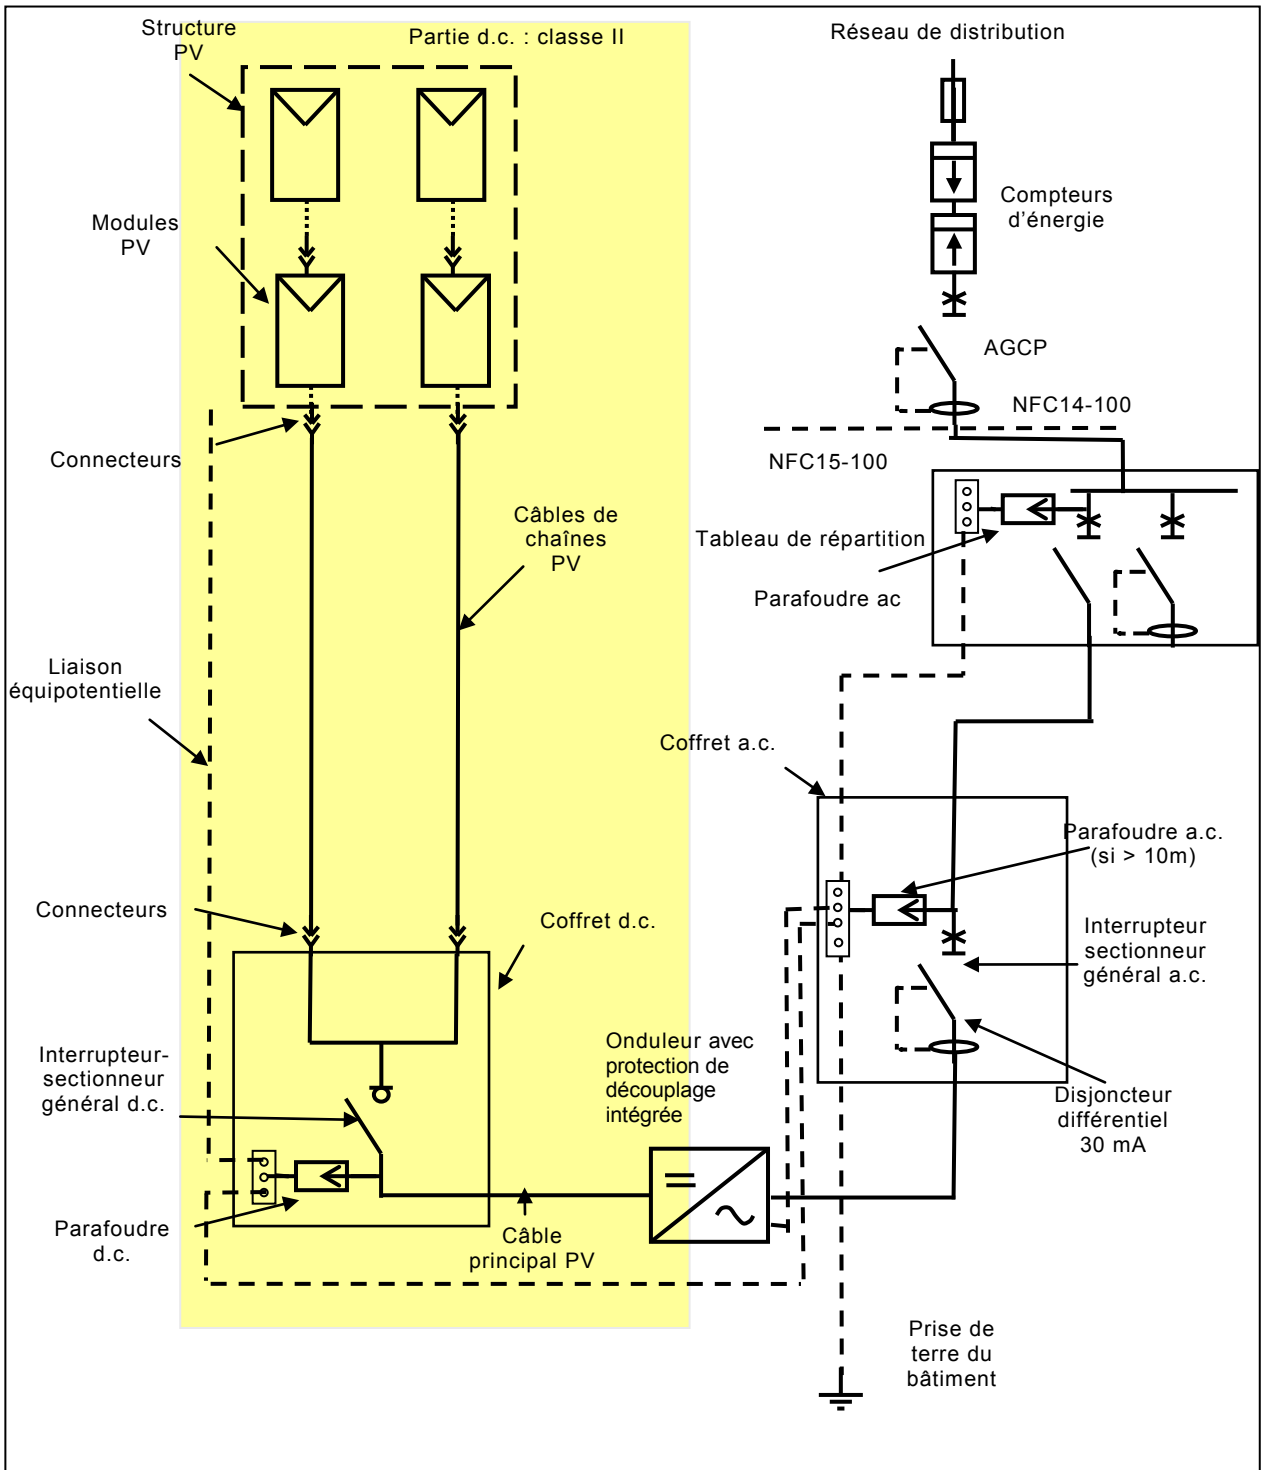 Structure
PV
Partie d.c. : classe II
Réseau de distribution
Compteurs
d'énergie
Modules
PV
AGCP
NFC14-100
NFC15-100
Connecteurs
Câbles de
chaînes
PV
Tableau de répartition
Parafoudre ac
Liaison
équipotentielle
Coffret a.c.
Parafoudre a.c.
(si > 10m)
Connecteurs
Coffret d.c.
Interrupteur
sectionneur
général a.c.
Interrupteur-
sectionneur
général d.c.
Onduleur avec
protection de
découplage
intégrée
Disjoncteur
différentiel
30 mA
Parafoudre
d.c.
Câble
principal PV
Prise de
terre du
bâtiment